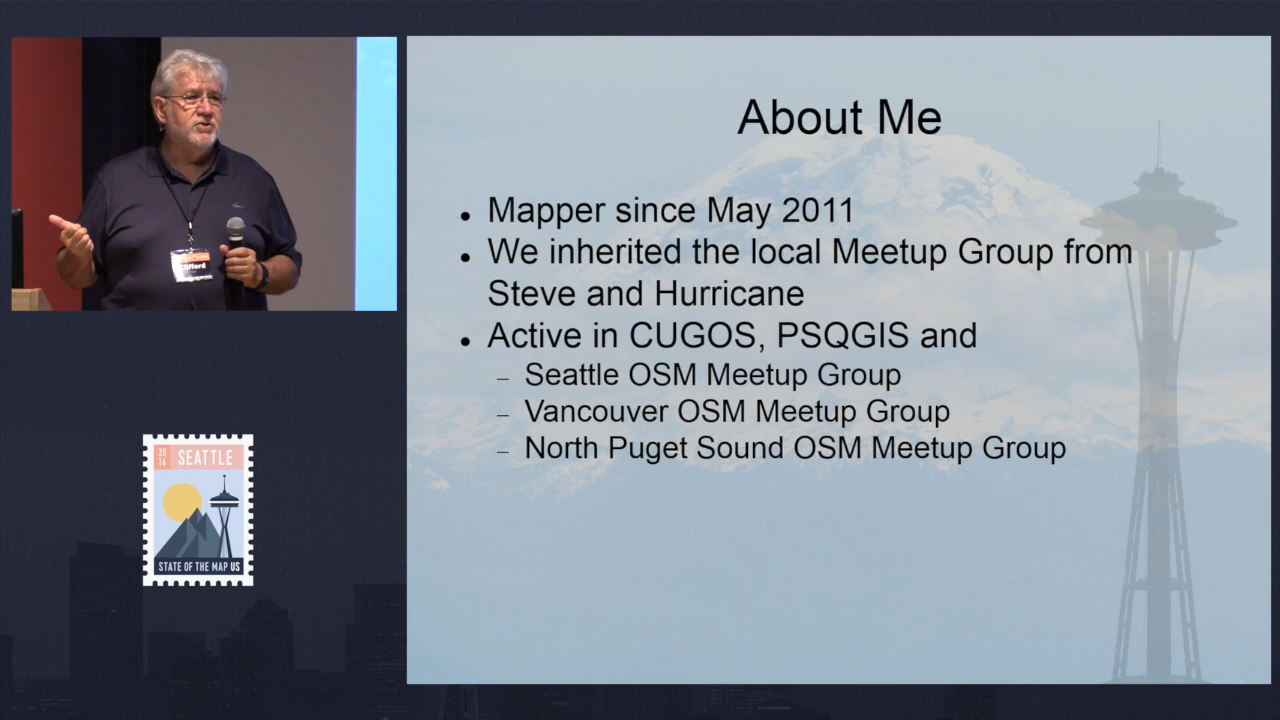 About Me
Mapper since May 2011
We inherited the local Meetup Group from
Steve and Hurricane
Active in CUGOS, PSQGIS and
Seattle OSM Meetup Group
Vancouver OSM Meetup Group
North Puget Sound OSM Meetup Group
Clifford
2016 SEATTLE
STATE OF THE MAP US